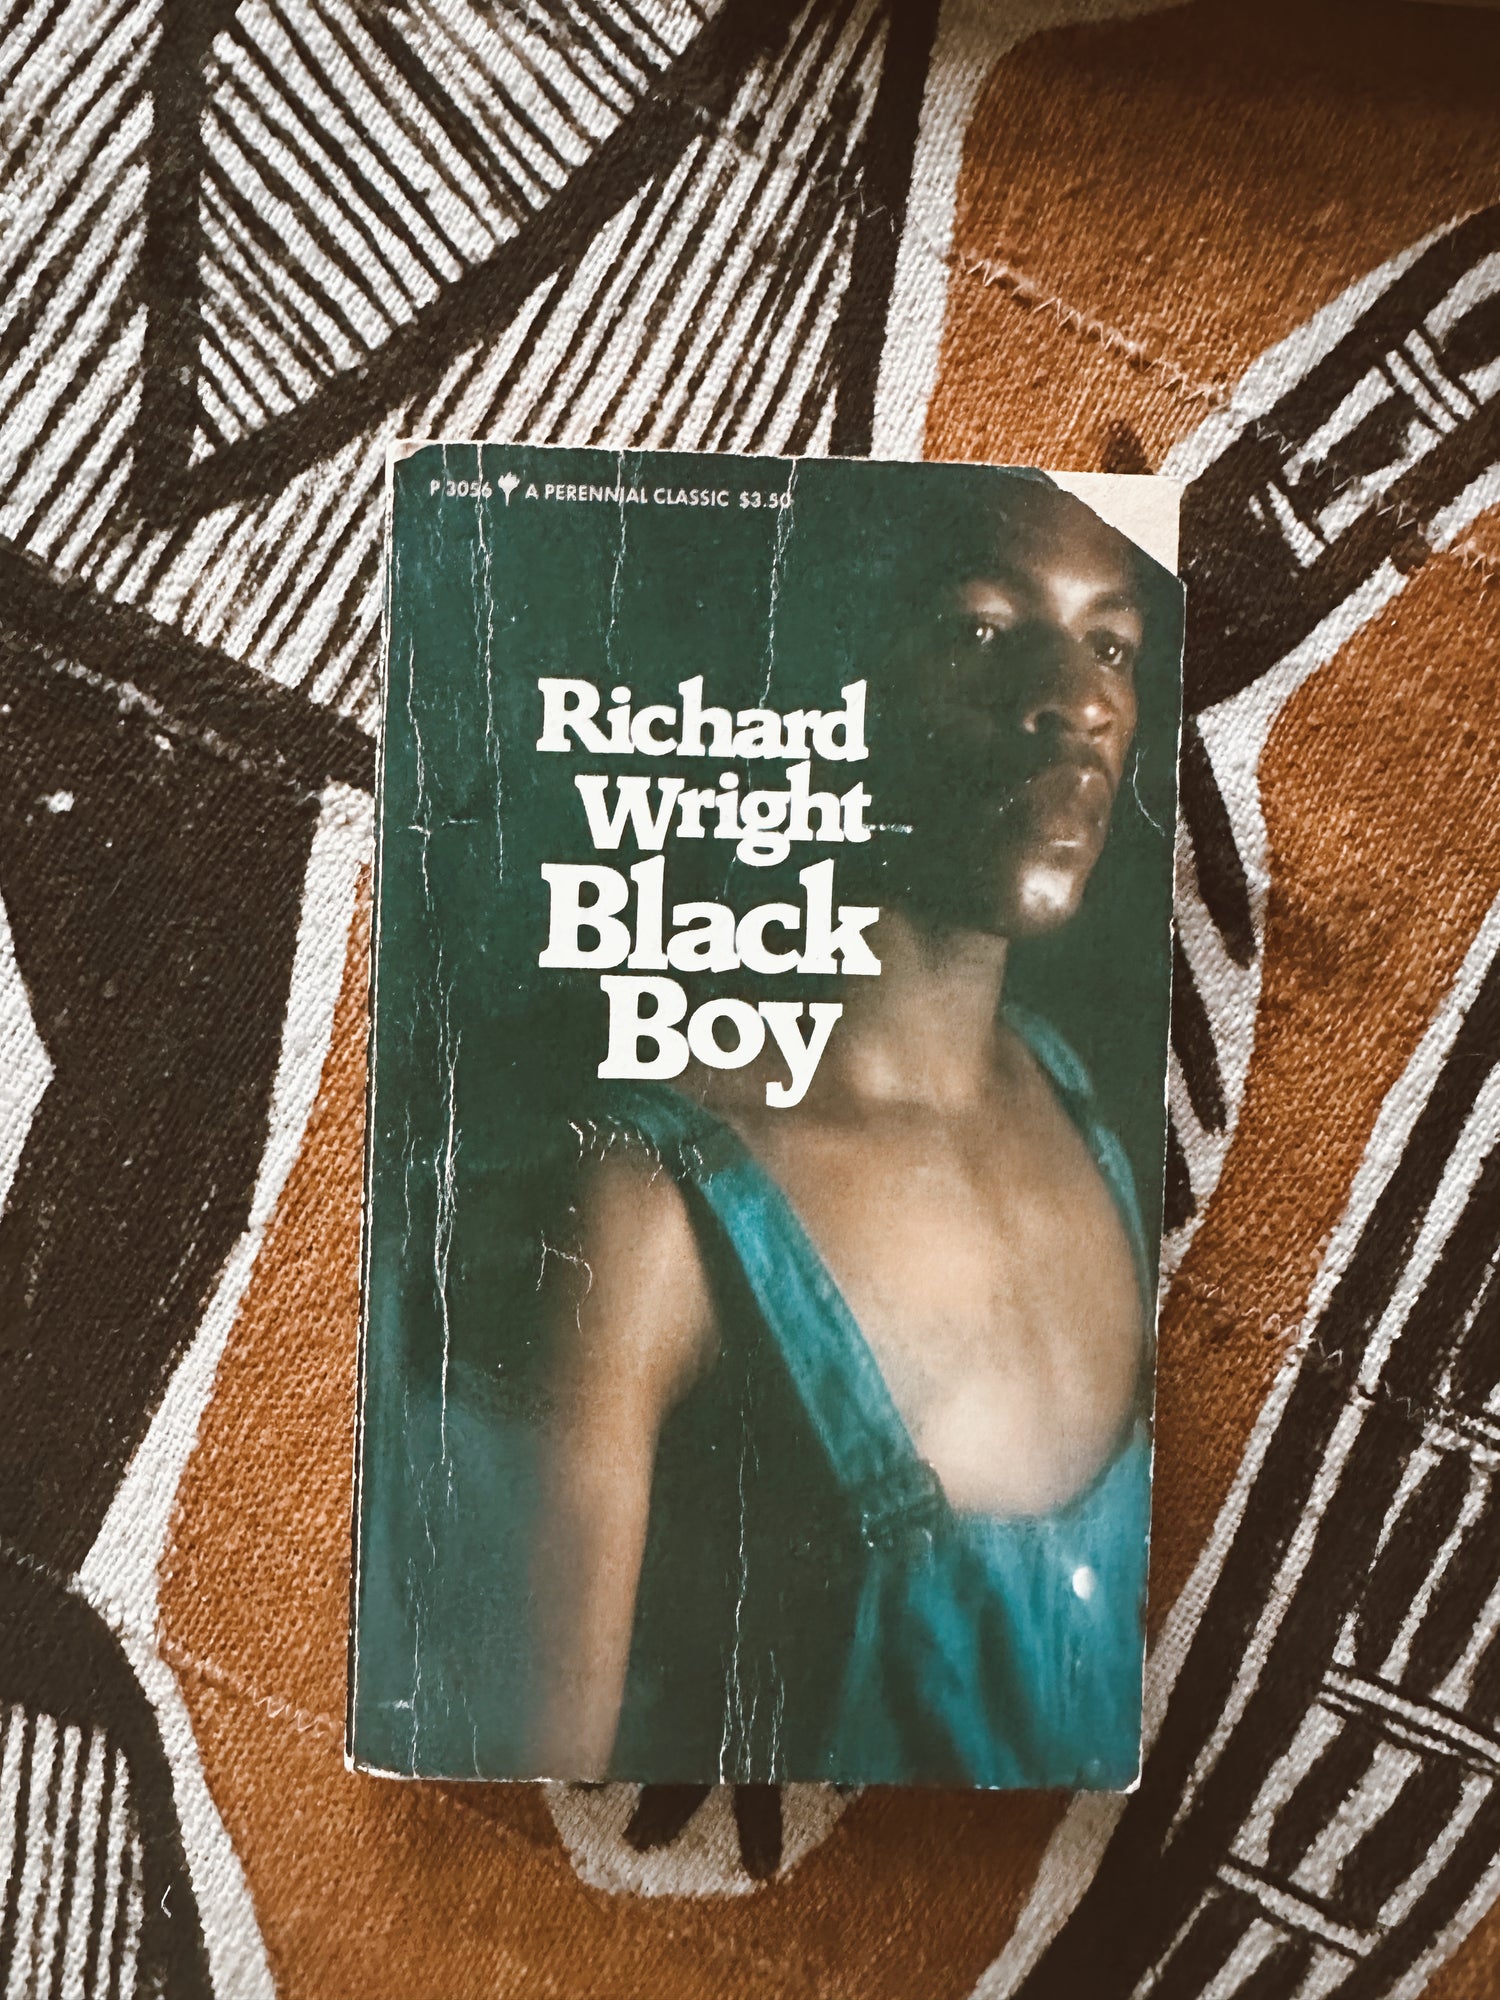 P 3056 A PERENNIAL CLASSIC $3.50
Richard
Wright
Black
Boy